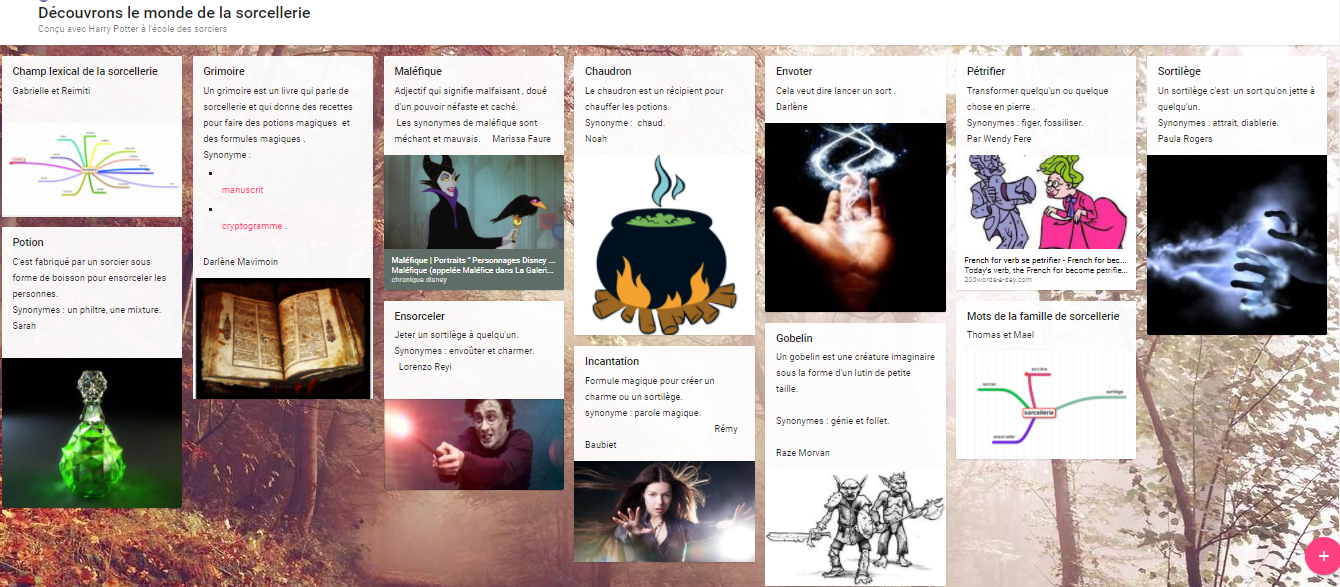 Découvrons le monde de la sorcellerie
Conçu avec Harry Potter à l'école des sorciers
Champ lexical de la sorcellerie
Gabrielle et Reimiti
Potion
C'est fabriqué par un sorcier sous
forme de boisson pour ensorceler les
personnes.
Synonymes : un philtre, une mixture.
Sarah
Grimoire
Un grimoire est un livre qui parle de
sorcellerie et qui donne des recettes
pour faire des potions magiques et
des formules magiques .
Synonyme :
manuscrit
cryptogramme .
Darlène Mavimoin
Maléfique
Adjectif qui signifie malfaisant , doué
d'un pouvoir néfaste et caché.
Les synonymes de maléfique sont
méchant et mauvais. Marissa Faure
Maléfique | Portraits " Personnages Disney ...
Maléfique (appelée Maléfice dans La Galeri...
chronique disney
Ensorceler
Jeter un sortilège à quelqu'un.
Synonymes : envoûter et charmer.
Lorenzo Reyi
Chaudron
Le chaudron est un récipient pour
chauffer les potions.
Synonyme : chaud.
Noah
Incantation
Formule magique pour créer un
charme ou un sortilège.
synonyme : parole magique.
Rémy
Baubiet
Envoter
Cela veut dire lancer un sort .
Darlène
Gobelin
Un gobelin est une créature imaginaire
sous la forme d'un lutin de petite
taille.
Synonymes : génie et follet.
Raze Morvan
Pétrifier
Transformer quelqu'un ou quelque
chose en pierre .
Synonymes : figer, fossiliser.
Par Wendy Fere
French for verb se petrifier - French for bec...
Today's verb, the French for become petrifie...
200words-a-day.com
Mots de la famille de sorcellerie
Thomas et Mael
sorcière
sorcier
sortilège
sorcellerie
ensorceler
Sortilège
Un sortilège c'est un sort qu'on jette à
quelqu'un.
Synonymes : attrait, diablerie.
Paula Rogers